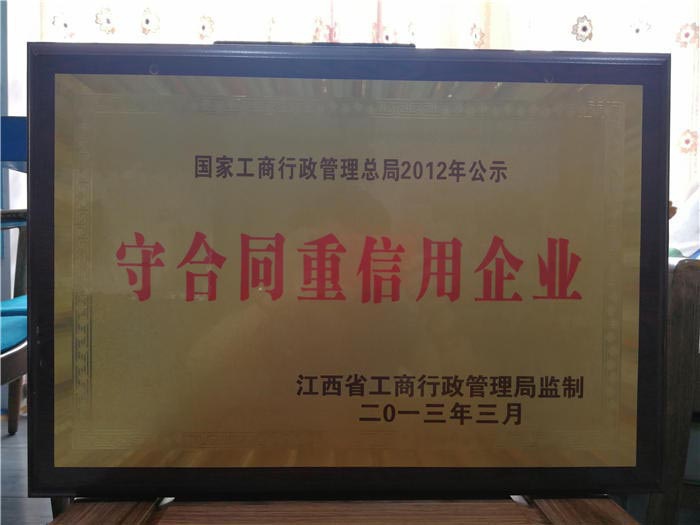 国家工商行政管理总局2012年公示
守合同重信用企业
江西省工商行政管理局监制
二0一三年三月